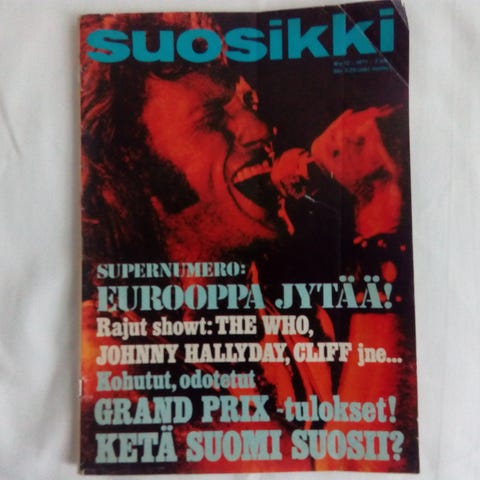 suosikki
SUPERNUMERO:
EUROOPPA JYTÄÄ!
Rajut showt: THE WHO,
JOHNNY HALLYDAY, CLIFF jne...
Kohutut, odotetut
GRAND PRIX -tulokset!
KETÄ SUOMI SUOSII?